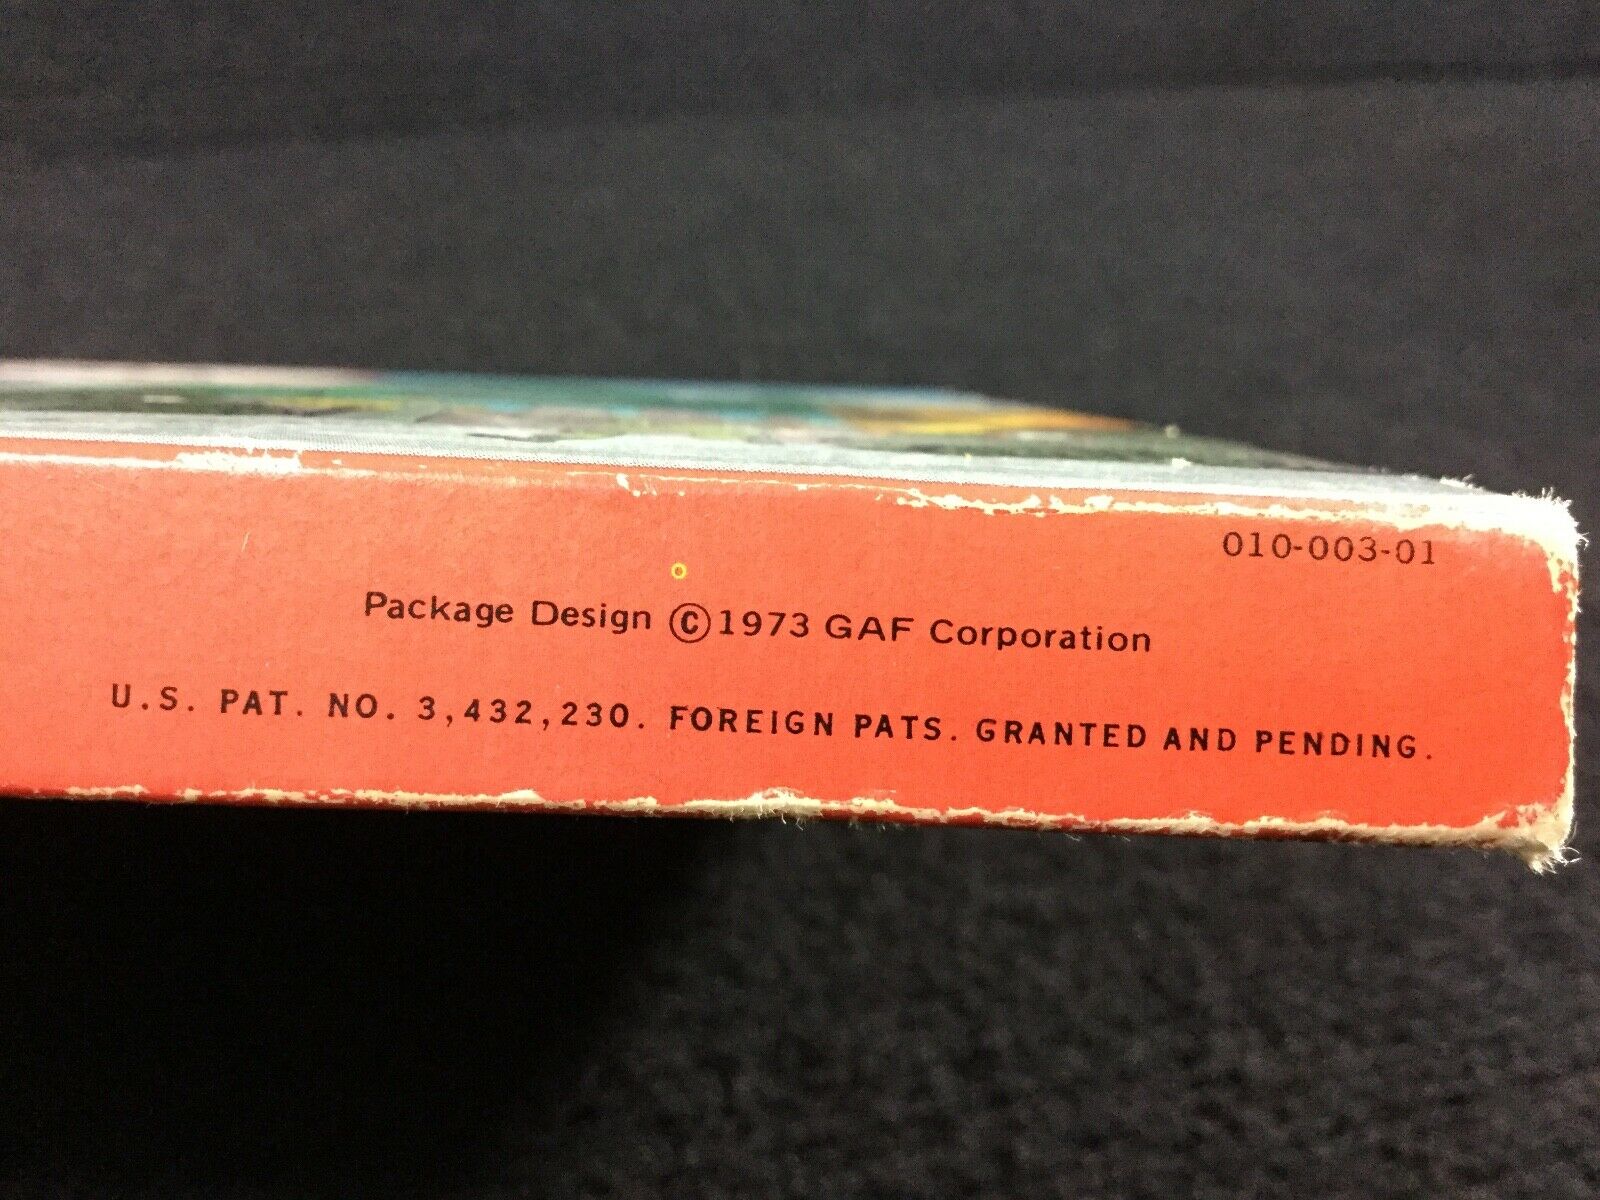 010-003-01
Package Design ©1973 GAF Corporation
U.S. PAT. NO. 3,432,230. FOREIGN PATS. GRANTED AND PENDING.